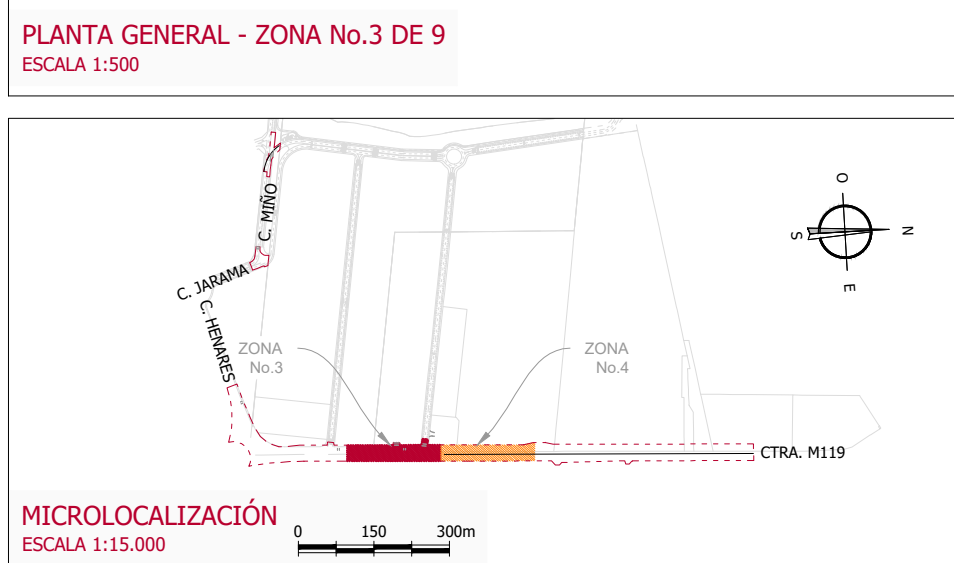 PLANTA GENERAL - ZONA No.3 DE 9
ESCALA 1:500
C. MIÑO
C. JARAMA
C. HENARES
ZONA
No.3
ZONA
No.4
O
S
N
E
CTRA. M119
MICROLOCALIZACIÓN
ESCALA 1:15.000
0 150 300m